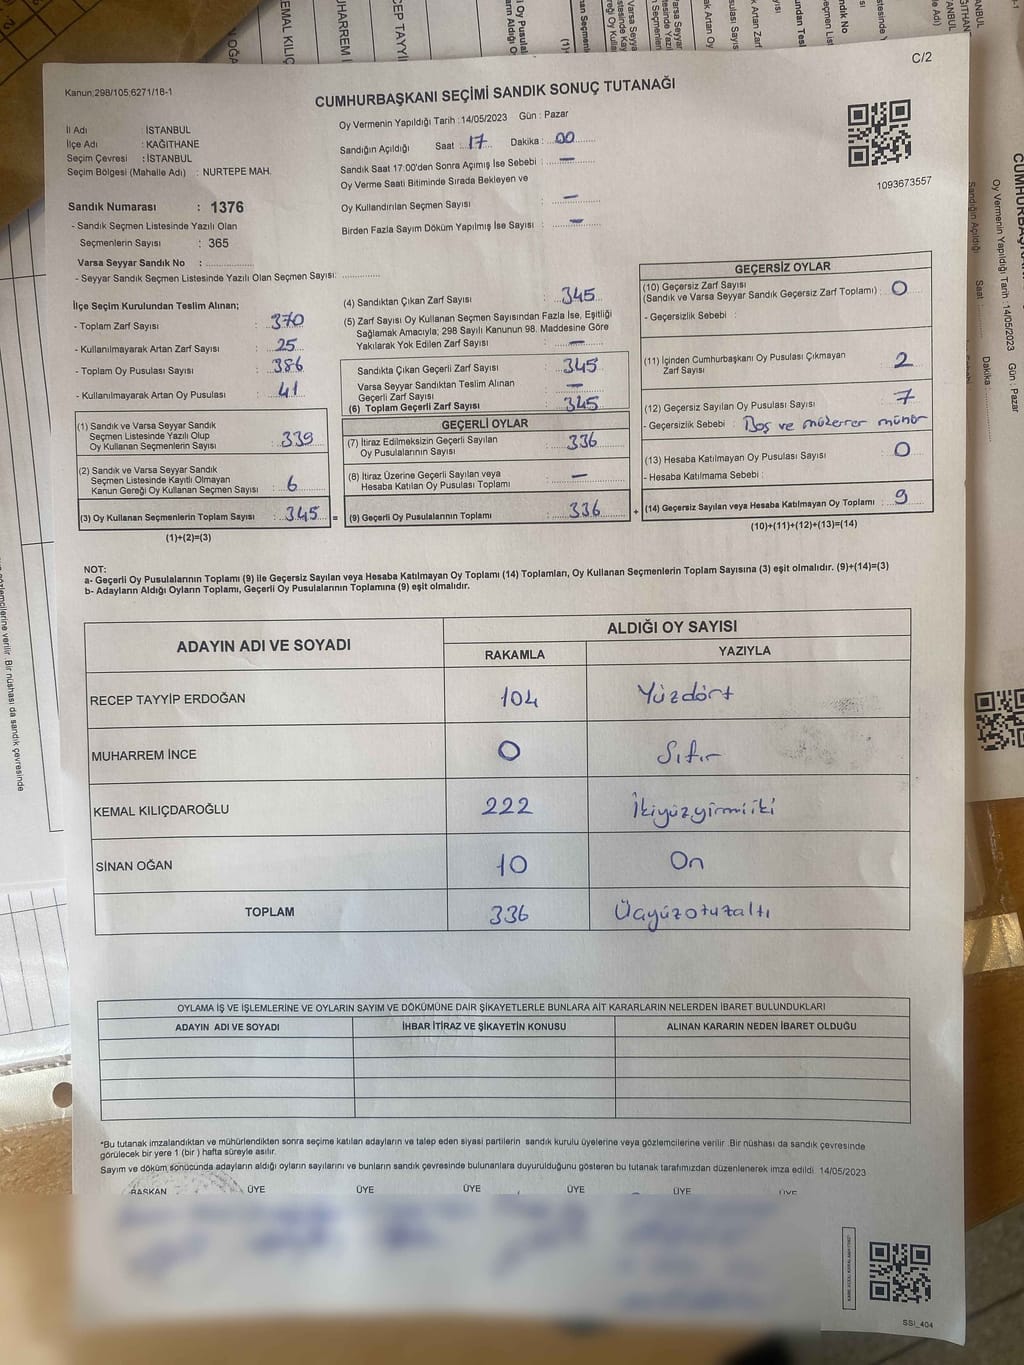 C/2
Kanun:298/105;6271/18-1
CUMHURBAŞKANI SEÇİMİ SANDIK SONUÇ TUTANAĞI
İl Adı : İSTANBUL
İlçe Adı : KAĞITHANE
Seçim Çevresi : İSTANBUL
Seçim Bölgesi (Mahalle Adı) : NURTEPE MAH.
Oy Vermenin Yapıldığı Tarih : 14/05/2023 Gün : Pazar
Sandığın Açıldığı Saat : 17 Dakika : 00
Sandık Saat 17:00'den Sonra Açımış İse Sebebi : —
Oy Verme Saati Bitiminde Sırada Bekleyen ve
Oy Kullandırılan Seçmen Sayısı : —
Birden Fazla Sayım Döküm Yapılmış İse Sayısı : —
1093673557
Sandık Numarası : 1376
- Sandık Seçmen Listesinde Yazılı Olan
Seçmenlerin Sayısı : 365
Varsa Seyyar Sandık No :
- Seyyar Sandık Seçmen Listesinde Yazılı Olan Seçmen Sayısı:
İlçe Seçim Kurulundan Teslim Alınan;
- Toplam Zarf Sayısı : 370
- Kullanılmayarak Artan Zarf Sayısı : 25
- Toplam Oy Pusulası Sayısı : 386
- Kullanılmayarak Artan Oy Pusulası : 41
(1) Sandık ve Varsa Seyyar Sandık
Seçmen Listesinde Yazılı Olup
Oy Kullanan Seçmenlerin Sayısı : 339
(2) Sandık ve Varsa Seyyar Sandık
Seçmen Listesinde Kayıtlı Olmayan
Kanun Gereği Oy Kullanan Seçmen Sayısı : 6
(3) Oy Kullanan Seçmenlerin Toplam Sayısı : 345
(1)+(2)=(3)
(4) Sandıktan Çıkan Zarf Sayısı : 345
(5) Zarf Sayısı Oy Kullanan Seçmen Sayısından Fazla İse, Eşitliği
Sağlamak Amacıyla; 298 Sayılı Kanunun 98. Maddesine Göre
Yakılarak Yok Edilen Zarf Sayısı : —
Sandıkta Çıkan Geçerli Zarf Sayısı : 345
Varsa Seyyar Sandıktan Teslim Alınan
Geçerli Zarf Sayısı : —
(6) Toplam Geçerli Zarf Sayısı : 345
GEÇERLİ OYLAR
(7) İtiraz Edilmeksizin Geçerli Sayılan
Oy Pusulalarının Sayısı : 336
(8) İtiraz Üzerine Geçerli Sayılan veya
Hesaba Katılan Oy Pusulası Toplamı : —
= (9) Geçerli Oy Pusulalarının Toplamı : 336
GEÇERSİZ OYLAR
(10) Geçersiz Zarf Sayısı
(Sandık ve Varsa Seyyar Sandık Geçersiz Zarf Toplamı) : 0
- Geçersizlik Sebebi :
(11) İçinden Cumhurbaşkanı Oy Pusulası Çıkmayan
Zarf Sayısı : 2
(12) Geçersiz Sayılan Oy Pusulası Sayısı : 7
- Geçersizlik Sebebi : Boş ve mükerrer mühür
(13) Hesaba Katılmayan Oy Pusulası Sayısı : 0
- Hesaba Katılmama Sebebi :
+ (14) Geçersiz Sayılan veya Hesaba Katılmayan Oy Toplamı : 9
(10)+(11)+(12)+(13)=(14)
NOT:
a- Geçerli Oy Pusulalarının Toplamı (9) ile Geçersiz Sayılan veya Hesaba Katılmayan Oy Toplamı (14) Toplamları, Oy Kullanan Seçmenlerin Toplam Sayısına (3) eşit olmalıdır. (9)+(14)=(3)
b- Adayların Aldığı Oyların Toplamı, Geçerli Oy Pusulalarının Toplamına (9) eşit olmalıdır.
ADAYIN ADI VE SOYADI ALDIĞI OY SAYISI
RAKAMLA YAZIYLA
RECEP TAYYİP ERDOĞAN 104 Yüzdört
MUHARREM İNCE 0 Sıfır
KEMAL KILIÇDAROĞLU 222 İkiyüzyirmiiki
SİNAN OĞAN 10 On
TOPLAM 336 Üçyüzotuzaltı
OYLAMA İŞ VE İŞLEMLERİNE VE OYLARIN SAYIM VE DÖKÜMÜNE DAİR ŞİKAYETLERLE BUNLARA AİT KARARLARIN NELERDEN İBARET BULUNDUKLARI
ADAYIN ADI VE SOYADI İHBAR İTİRAZ VE ŞİKAYETİN KONUSU ALINAN KARARIN NEDEN İBARET OLDUĞU
*Bu tutanak imzalandıktan ve mühürlendikten sonra seçime katılan adayların ve talep eden siyasi partilerin sandık kurulu üyelerine veya gözlemcilerine verilir. Bir nüshası da sandık çevresinde
görülecek bir yere 1 (bir) hafta süreyle asılır.
Sayım ve döküm sonucunda adayların aldığı oyların sayılarını ve bunların sandık çevresinde bulunanlara duyurulduğunu gösteren bu tutanak tarafımızdan düzenlenerek imza edildi. 14/05/2023
BAŞKAN ÜYE ÜYE ÜYE ÜYE ÜYE ÜYE
SSI_404